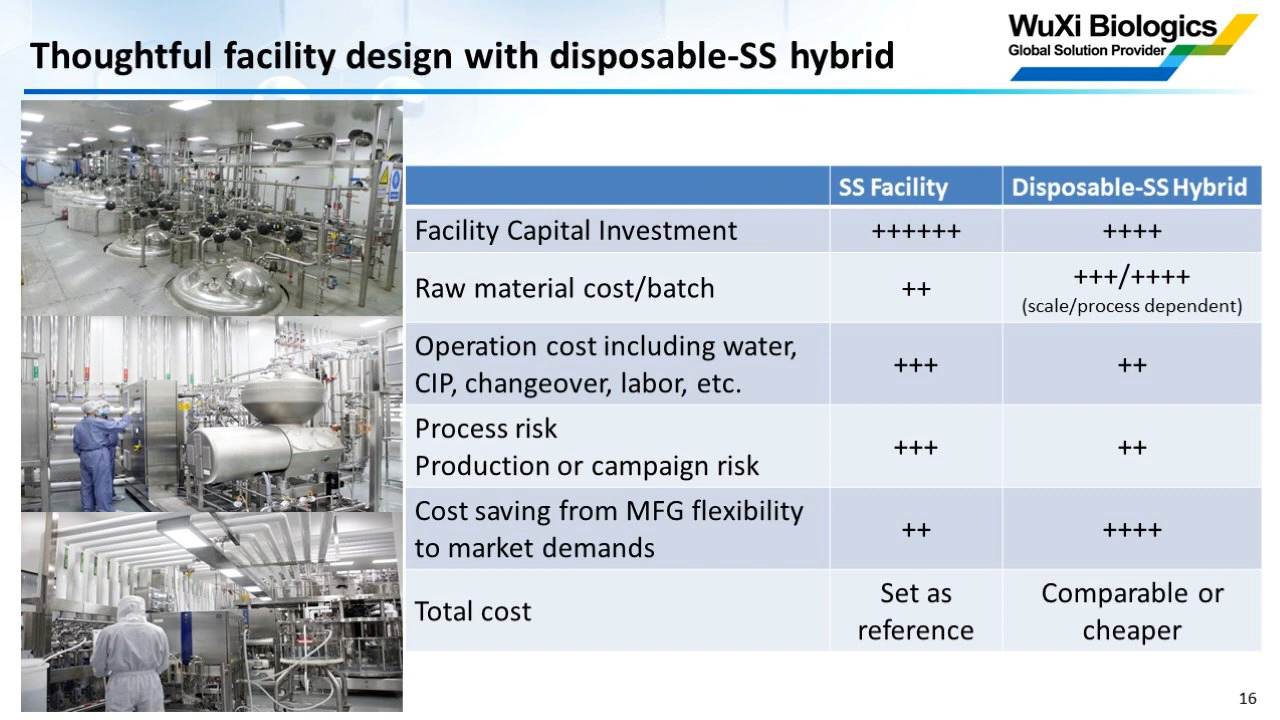 Thoughtful facility design with disposable-SS hybrid
WuXi Biologics
Global Solution Provider
SS Facility
Disposable-SS Hybrid
Facility Capital Investment
++++++
++++
Raw material cost/batch
++
+++/++++
(scale/process dependent)
Operation cost including water,
CIP, changeover, labor, etc.
+++
++
Process risk
Production or campaign risk
+++
++
Cost saving from MFG flexibility
to market demands
++
++++
Total cost
Set as
reference
Comparable or
cheaper
16